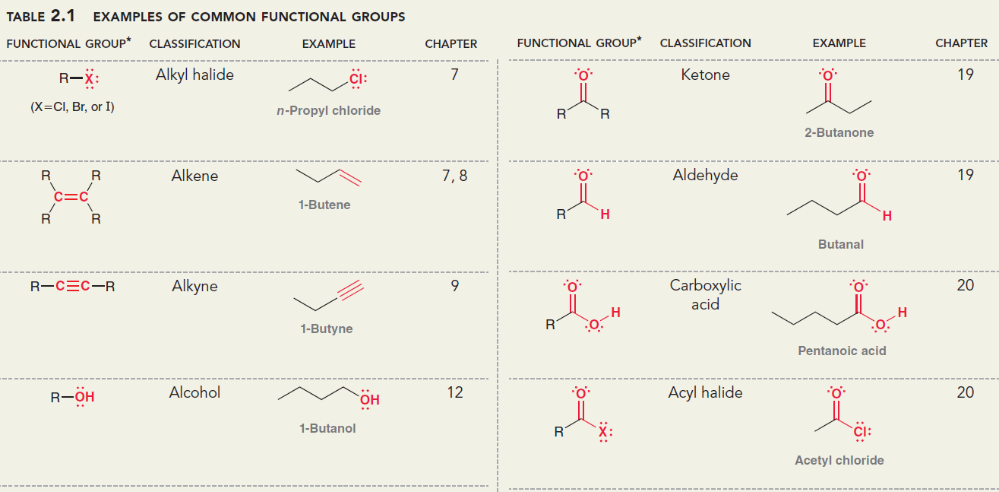 TABLE 2.1 EXAMPLES OF COMMON FUNCTIONAL GROUPS
FUNCTIONAL GROUP* CLASSIFICATION EXAMPLE CHAPTER
R—X:
(X=Cl, Br, or I)
Alkyl halide
Cl:
n-Propyl chloride
7
R R
C=C
R R
Alkene
1-Butene
7, 8
R—C≡C—R
Alkyne
1-Butyne
9
R—OH
Alcohol
OH
1-Butanol
12
FUNCTIONAL GROUP* CLASSIFICATION EXAMPLE CHAPTER
O
R R
Ketone
O
2-Butanone
19
O
R H
Aldehyde
O
H
Butanal
19
O
H
R O
Carboxylic
acid
O
H
O
Pentanoic acid
20
O
R X:
Acyl halide
O
Cl:
Acetyl chloride
20